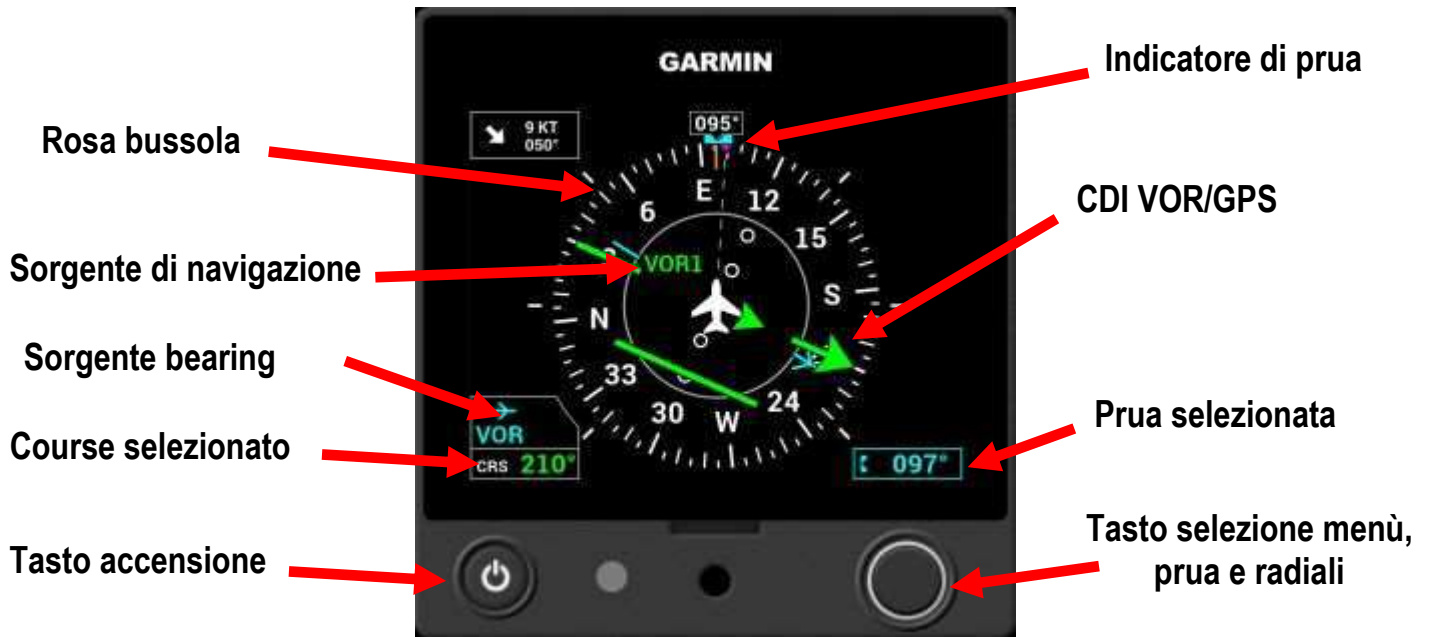 GARMIN
Indicatore di prua
Rosa bussola
9 KT
050°
095°
CDI VOR/GPS
E
12
6
15
Sorgente di navigazione
VOR1
S
N
Sorgente bearing
33
24
30
W
Prua selezionata
VOR
Course selezionato
CRS 210°
097°
Tasto accensione
Tasto selezione menù,
prua e radiali